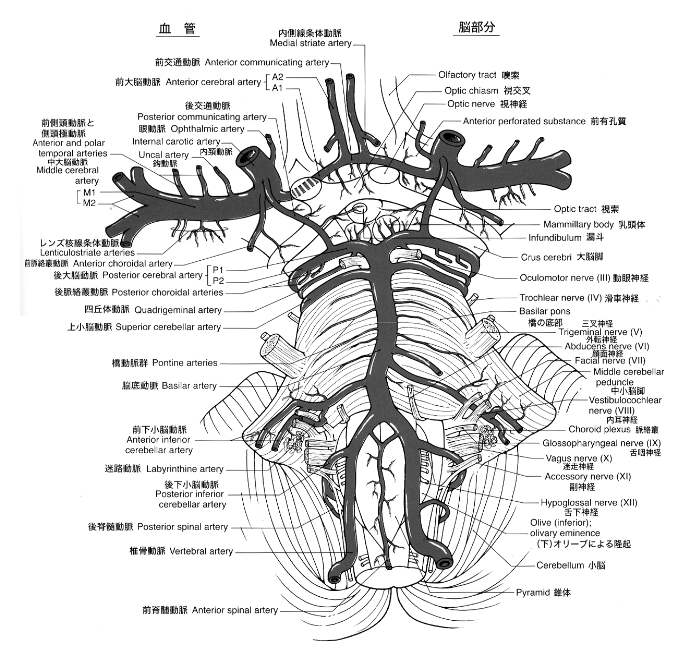 血 管
内側線条体動脈
Medial striate artery
前交通動脈 Anterior communicating artery
前大脳動脈 Anterior cerebral artery
A2
A1
後交通動脈
Posterior communicating artery
前側頭動脈と
側頭極動脈
Anterior and polar
temporal arteries
眼動脈 Ophthalmic artery
Internal carotic artery
内頚動脈
Uncal artery
鈎動脈
中大脳動脈
Middle cerebral
artery
M1
M2
レンズ核線条体動脈
Lenticulostriate arteries
前脈絡叢動脈 Anterior choroidal artery
後大脳動脈 Posterior cerebral artery
P1
P2
後脈絡叢動脈 Posterior choroidal arteries
四丘体動脈 Quadrigeminal artery
上小脳動脈 Superior cerebellar artery
橋動脈群 Pontine arteries
脳底動脈 Basilar artery
前下小脳動脈
Anterior inferior
cerebellar artery
迷路動脈 Labyrinthine artery
後下小脳動脈
Posterior inferior
cerebellar artery
後脊髄動脈 Posterior spinal artery
椎骨動脈 Vertebral artery
前脊髄動脈 Anterior spinal artery
脳部分
Olfactory tract 嗅索
Optic chiasm 視交叉
Optic nerve 視神経
Anterior perforated substance 前有孔質
Optic tract 視索
Mammillary body 乳頭体
Infundibulum 漏斗
Crus cerebri 大脳脚
Oculomotor nerve (III) 動眼神経
Trochlear nerve (IV) 滑車神経
Basilar pons
橋の底部
三叉神経
Trigeminal nerve (V)
外転神経
Abducens nerve (VI)
顔面神経
Facial nerve (VII)
Middle cerebellar
peduncle
中小脳脚
Vestibulocochlear
nerve (VIII)
内耳神経
Choroid plexus 脈絡叢
Glossopharyngeal nerve (IX)
舌咽神経
Vagus nerve (X)
迷走神経
Accessory nerve (XI)
副神経
Hypoglossal nerve (XII)
舌下神経
Olive (inferior);
olivary eminence
(下)オリーブによる隆起
Cerebellum 小脳
Pyramid 錐体